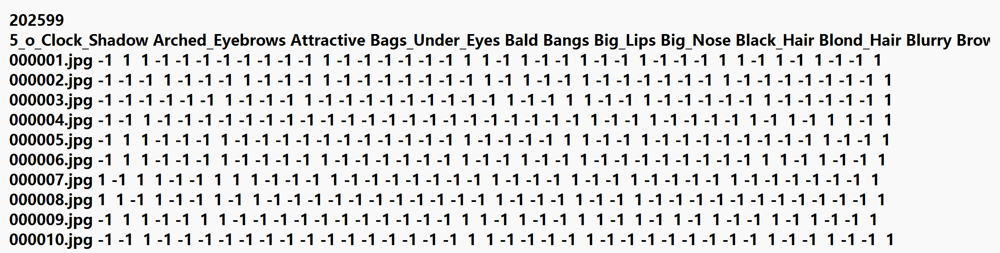 202599
5_o_Clock_Shadow Arched_Eyebrows Attractive Bags_Under_Eyes Bald Bangs Big_Lips Big_Nose Black_Hair Blond_Hair Blurry Brow
000001.jpg -1 1 1 -1 -1 -1 -1 -1 -1 -1 -1 1 -1 -1 -1 -1 -1 -1 1 1 -1 1 -1 -1 1 -1 -1 1 -1 -1 -1 1 1 -1 1 -1 1 -1 -1 1
000002.jpg -1 -1 -1 1 -1 -1 -1 1 -1 -1 -1 1 -1 -1 -1 -1 -1 -1 -1 1 -1 1 -1 -1 1 -1 -1 -1 -1 -1 -1 1 -1 -1 -1 -1 -1 -1 -1 1
000003.jpg -1 -1 -1 -1 -1 -1 1 -1 -1 -1 1 -1 -1 -1 -1 -1 -1 -1 -1 -1 1 -1 -1 1 1 -1 -1 1 -1 -1 -1 -1 -1 1 -1 -1 -1 -1 -1 1
000004.jpg -1 -1 1 -1 -1 -1 -1 -1 -1 -1 -1 -1 -1 -1 -1 -1 -1 -1 -1 -1 -1 -1 -1 -1 1 -1 -1 1 -1 -1 -1 -1 1 -1 1 -1 1 1 -1 1
000005.jpg -1 1 1 -1 -1 -1 1 -1 -1 -1 -1 -1 -1 -1 -1 -1 -1 -1 1 -1 -1 -1 -1 1 1 -1 -1 1 -1 -1 -1 -1 -1 -1 -1 -1 1 -1 -1 1
000006.jpg -1 1 1 -1 -1 -1 1 -1 -1 -1 -1 1 -1 -1 -1 -1 -1 -1 1 -1 -1 1 -1 -1 1 -1 -1 -1 -1 -1 -1 -1 -1 1 1 -1 1 -1 -1 1
000007.jpg 1 -1 1 1 -1 -1 1 1 1 -1 -1 -1 1 -1 -1 -1 -1 -1 -1 -1 1 -1 -1 -1 1 -1 -1 1 -1 -1 -1 -1 1 -1 -1 -1 -1 -1 -1 1
000008.jpg 1 1 -1 1 -1 -1 1 -1 1 -1 -1 -1 -1 -1 -1 -1 -1 -1 -1 -1 1 -1 -1 -1 1 -1 -1 1 -1 -1 -1 -1 -1 -1 -1 -1 -1 -1 -1 1
000009.jpg -1 1 1 -1 -1 1 1 -1 -1 -1 -1 -1 -1 -1 -1 -1 -1 -1 1 1 -1 1 -1 -1 1 1 -1 1 -1 1 -1 1 -1 -1 1 -1 1 -1 -1 1
000010.jpg -1 -1 1 -1 -1 -1 -1 -1 -1 -1 -1 -1 -1 -1 -1 -1 -1 -1 1 1 -1 -1 -1 -1 1 -1 -1 -1 -1 -1 -1 -1 -1 1 -1 -1 1 -1 -1 1